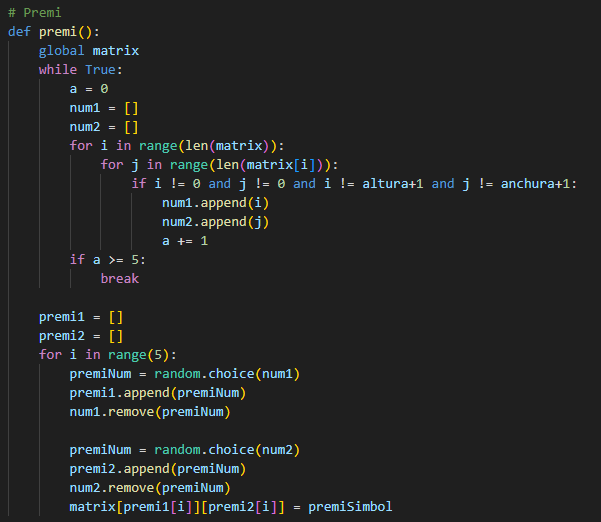 # Premi
def premi():
    global matrix
    while True:
        a = 0
        num1 = []
        num2 = []
        for i in range(len(matrix)):
            for j in range(len(matrix[i])):
                if i != 0 and j != 0 and i != altura+1 and j != anchura+1:
                    num1.append(i)
                    num2.append(j)
                    a += 1
        if a >= 5:
            break

    premi1 = []
    premi2 = []
    for i in range(5):
        premiNum = random.choice(num1)
        premi1.append(premiNum)
        num1.remove(premiNum)

        premiNum = random.choice(num2)
        premi2.append(premiNum)
        num2.remove(premiNum)
        matrix[premi1[i]][premi2[i]] = premiSimbol